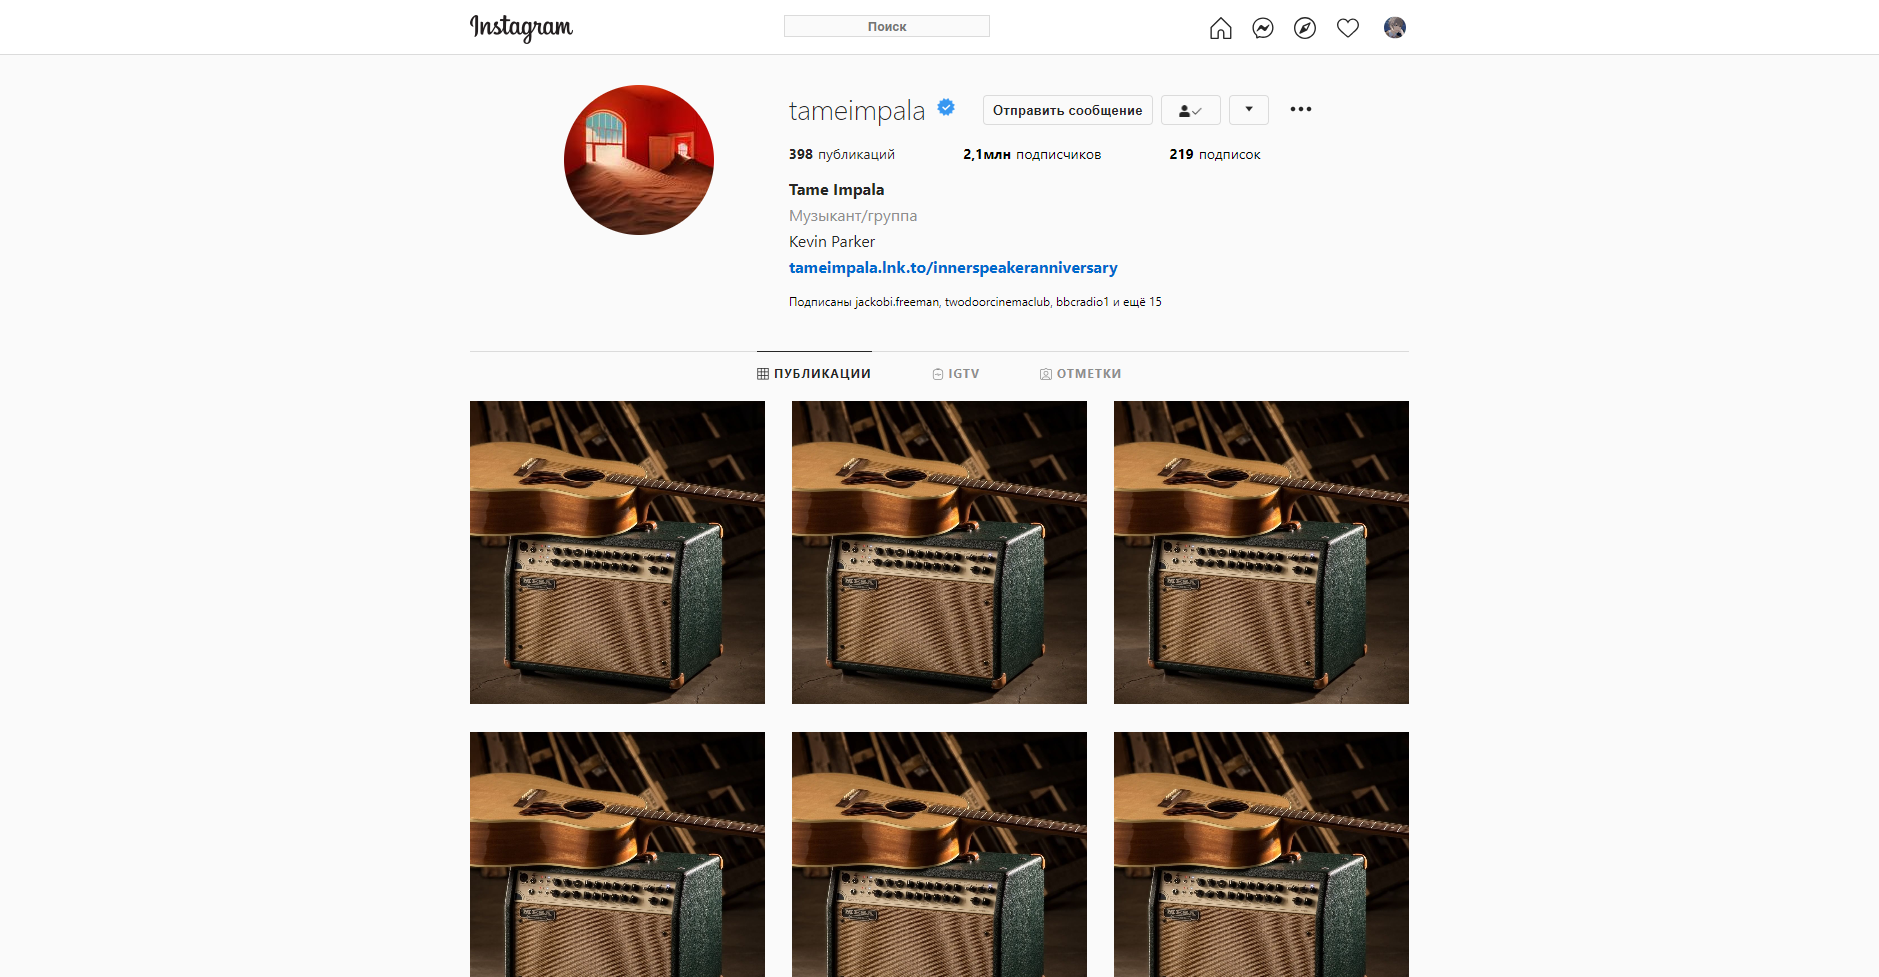 Instagram
Поиск
tameimpala
Отправить сообщение
398 публикаций 2,1млн подписчиков 219 подписок
Tame Impala
Музыкант/группа
Kevin Parker
tameimpala.lnk.to/innerspeakeranniversary
Подписаны jackobi.freeman, twodoorcinemaclub, bbcradio1 и ещё 15
ПУБЛИКАЦИИ IGTV ОТМЕТКИ